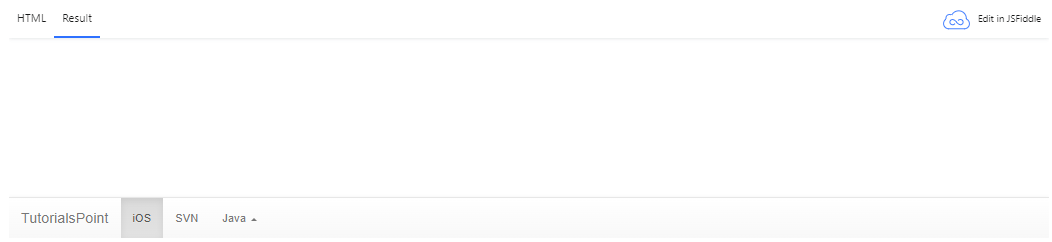 HTML Result Edit in JSFiddle
TutorialsPoint iOS SVN Java